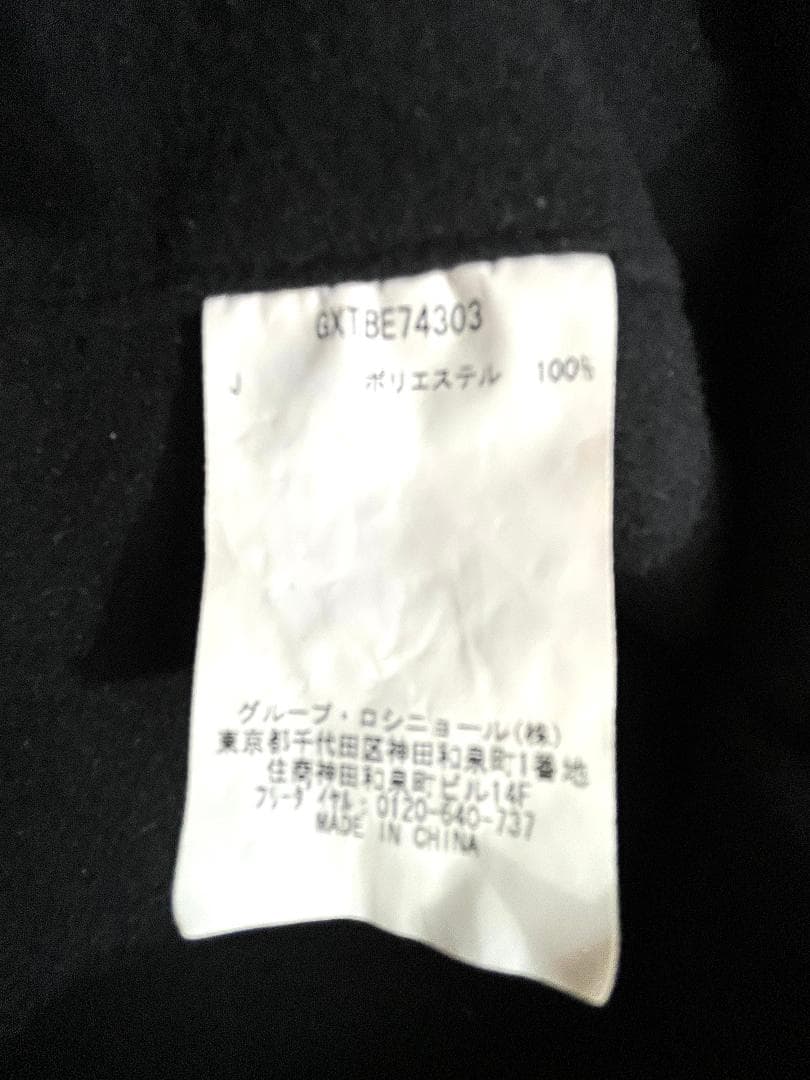 GXTBE74303
J ポリエステル 100%
グループ・ロシニョール(株)
東京都千代田区神田和泉町1番地
住商神田和泉町ビル14F
フリーダイヤル:0120-640-737
MADE IN CHINA